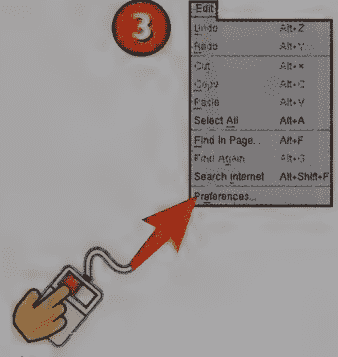 3
Edit
Undo Alt+Z
Redo Alt+Y
Cut Alt+X
Copy Alt+C
Paste Alt+V
Select All Alt+A
Find In Page... Alt+F
Find Again Alt+G
Search Internet Alt+Shift+F
Preferences...